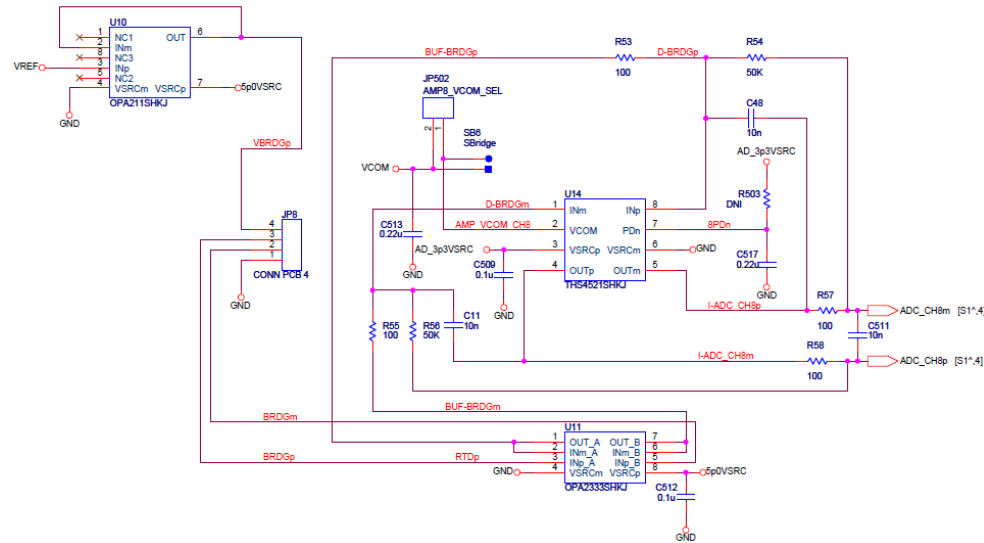 U10
1 NC1 OUT 6
2 INm
8 NC3
VREF 3 INp
5 NC2
4 VSRCm VSRCp 7 5p0VSRC
OPA211SHKJ
GND
VBRDGp
JP8
4
3
2
1
CONN PCB 4
GND
JP502
AMP8_VCOM_SEL
2 1
SB6
SBridge
VCOM
BUF-BRDGp
R53
100
D-BRDGp
R54
50K
C48
10n
AD_3p3VSRC
R503
DNI
8PDn
C517
0.22u
GND
U14
D-BRDGm 1 INm INp 8
AMP_VCOM_CH8 2 VCOM PDn 7
AD_3p3VSRC 3 VSRCp VSRCm 6 GND
4 OUTp OUTm 5
THS4521SHKJ
C513
0.22u
GND
C509
0.1u
GND
R55
100
R56
50K
C11
10n
I-ADC_CH8p
R57
100
ADC_CH8m [S1^,4]
C511
10n
I-ADC_CH8m
R58
100
ADC_CH8p [S1^,4]
BUF-BRDGm
BRDGm
BRDGp
RTDp
U11
1 OUT_A OUT_B 7
2 INm_A INm_B 6
3 INp_A INp_B 5
GND 4 VSRCm VSRCp 8 5p0VSRC
OPA2333SHKJ
C512
0.1u
GND